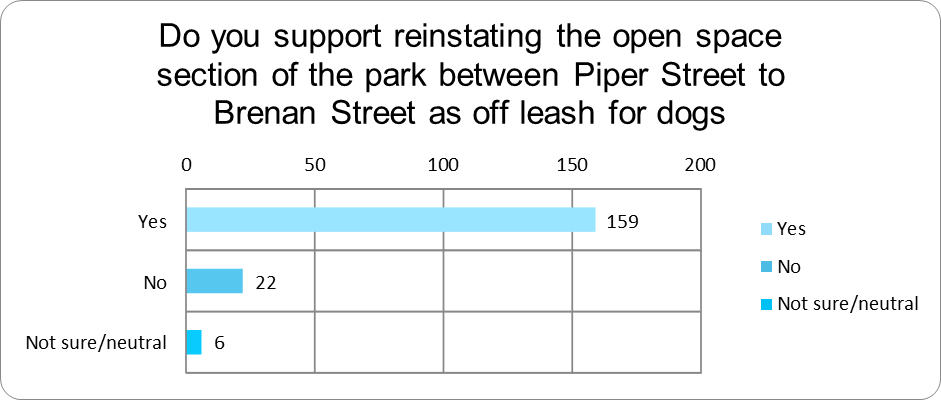 Do you support reinstating the open space
section of the park between Piper Street to
Brenan Street as off leash for dogs
0 50 100 150 200
Yes 159
No 22
Not sure/neutral 6
Yes
No
Not sure/neutral